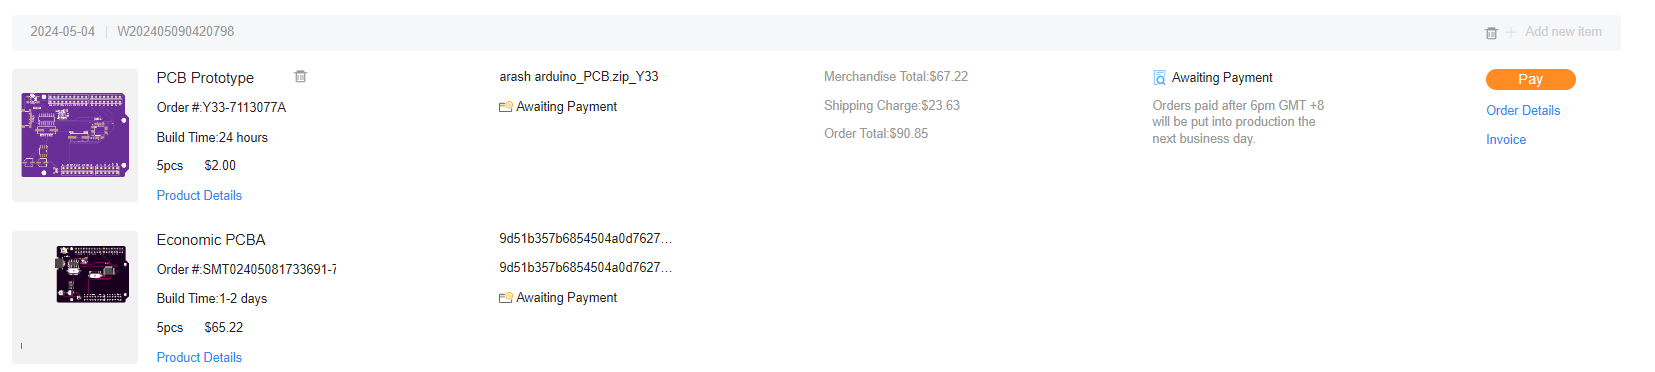 2024-05-04 | W202405090420798
Add new item
PCB Prototype
Order #:Y33-7113077A
Build Time:24 hours
5pcs $2.00
Product Details
arash arduino_PCB.zip_Y33
Awaiting Payment
Merchandise Total:$67.22
Shipping Charge:$23.63
Order Total:$90.85
Awaiting Payment
Orders paid after 6pm GMT +8
will be put into production the
next business day.
Pay
Order Details
Invoice
Economic PCBA
Order #:SMT02405081733691-7
Build Time:1-2 days
5pcs $65.22
Product Details
9d51b357b6854504a0d7627...
9d51b357b6854504a0d7627...
Awaiting Payment